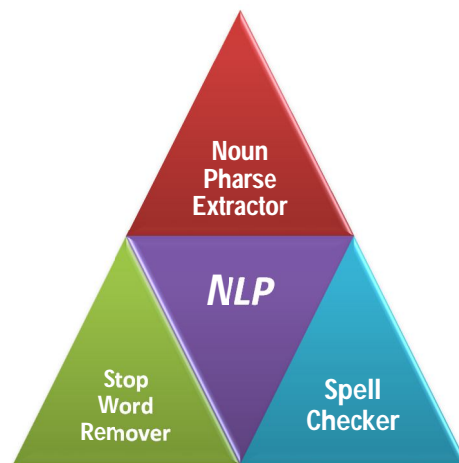 Noun
Pharse
Extractor
NLP
Stop
Word
Remover
Spell
Checker